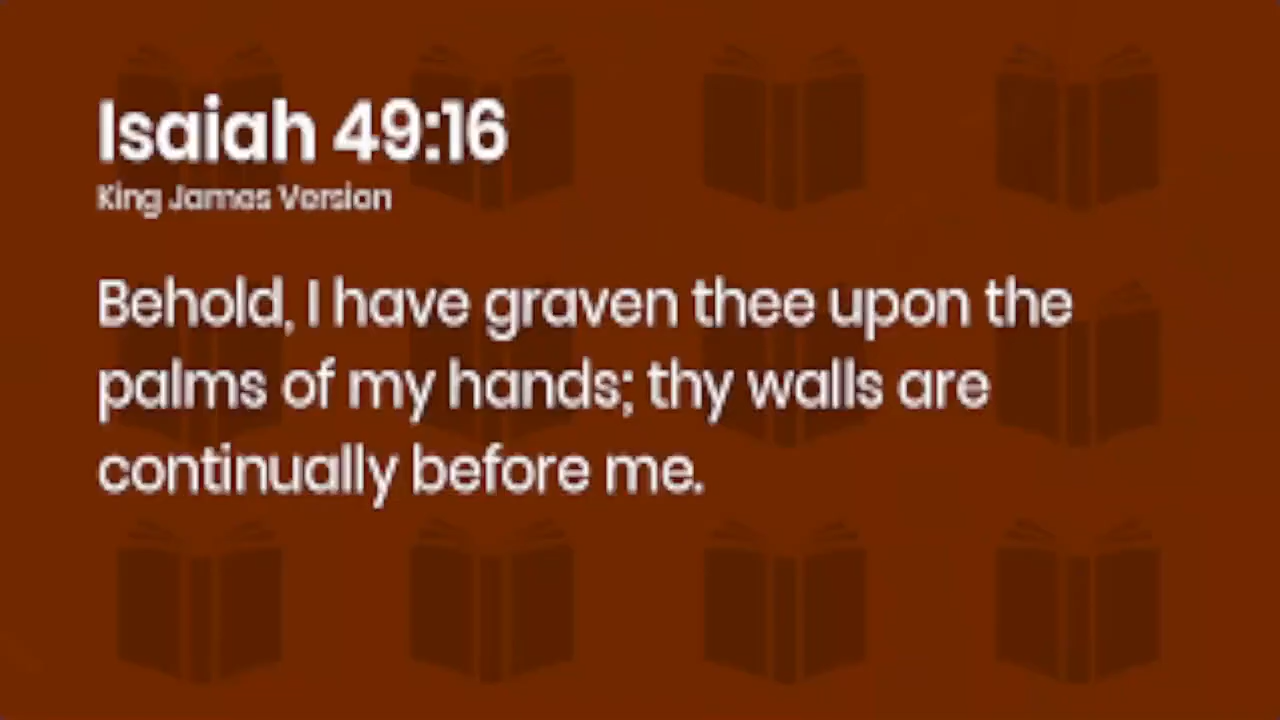 Isaiah 49:16
King James Version
Behold, I have graven thee upon the
palms of my hands; thy walls are
continually before me.